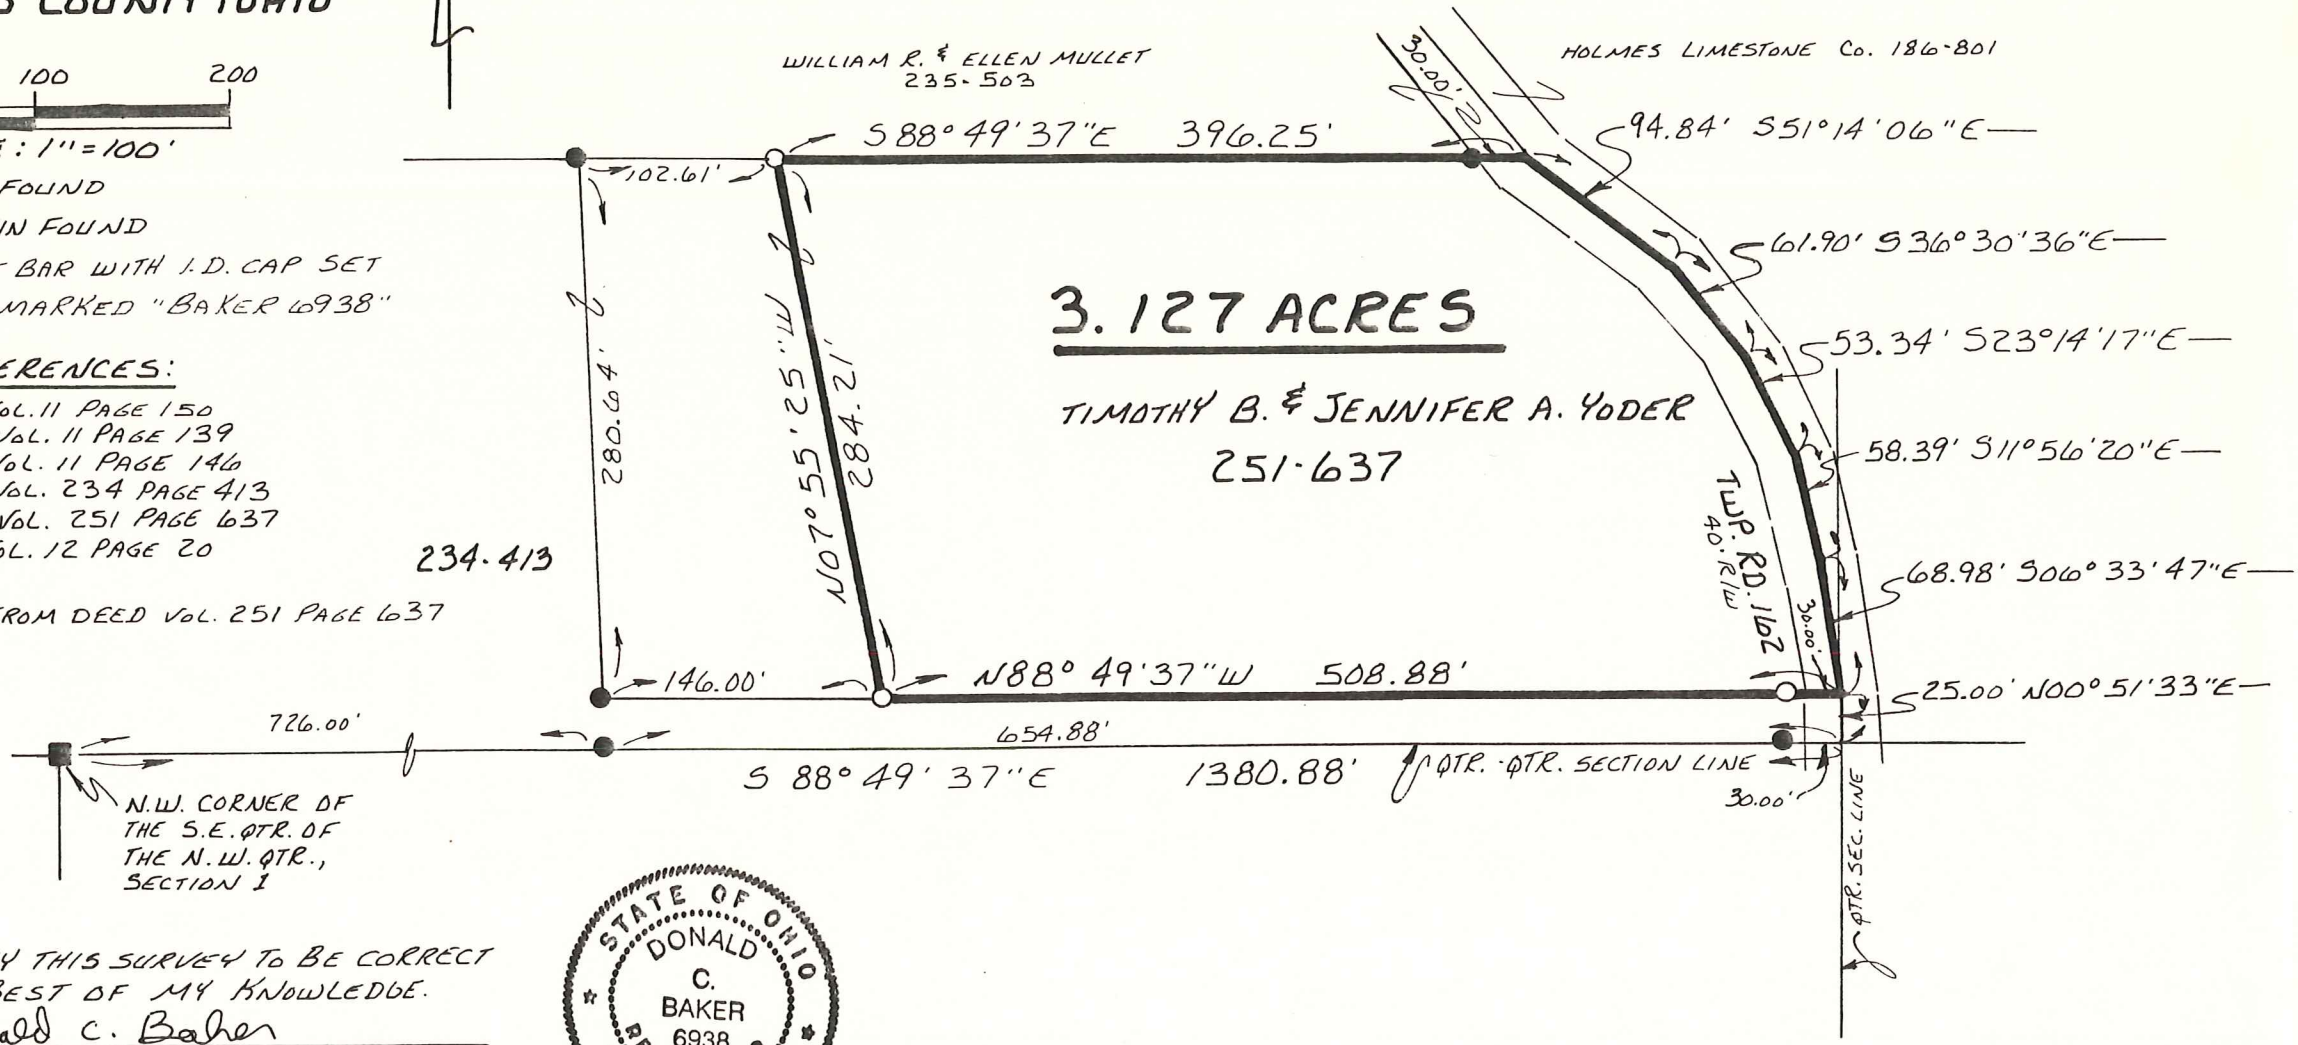 COUNTY, OHIO
100 200
: 1"=100'
FOUND
FOUND
BAR WITH I.D. CAP SET
MARKED "BAKER 6938"
VOL. 11 PAGE 150
VOL. 11 PAGE 139
VOL. 11 PAGE 146
VOL. 234 PAGE 413
VOL. 251 PAGE 637
VOL. 12 PAGE 20
FROM DEED VOL. 251 PAGE 637
WILLIAM R. & ELLEN MULLET
235-503
HOLMES LIMESTONE Co. 186-801
30.00'
S88°49'37"E 396.25'
102.61'
94.84' S51°14'06"E
61.90' S36°30'36"E
53.34' S23°14'17"E
58.39' S11°56'20"E
68.98' S06°33'47"E
25.00' N00°51'33"E
280.64'
N07°55'25"W
284.21'
3.127 ACRES
TIMOTHY B. & JENNIFER A. YODER
251-637
234-413
TWP. RD. 162
40' R/W
30.00'
146.00'
N88°49'37"W 508.88'
726.00'
654.88'
S 88°49'37"E 1380.88'
QTR.-QTR. SECTION LINE
30.00'
QTR. SEC. LINE
N.W. CORNER OF
THE S.E. QTR. OF
THE N.W. QTR.,
SECTION 1
THIS SURVEY TO BE CORRECT
BEST OF MY KNOWLEDGE.
C. Baker
STATE OF OHIO
DONALD
C.
BAKER
6938